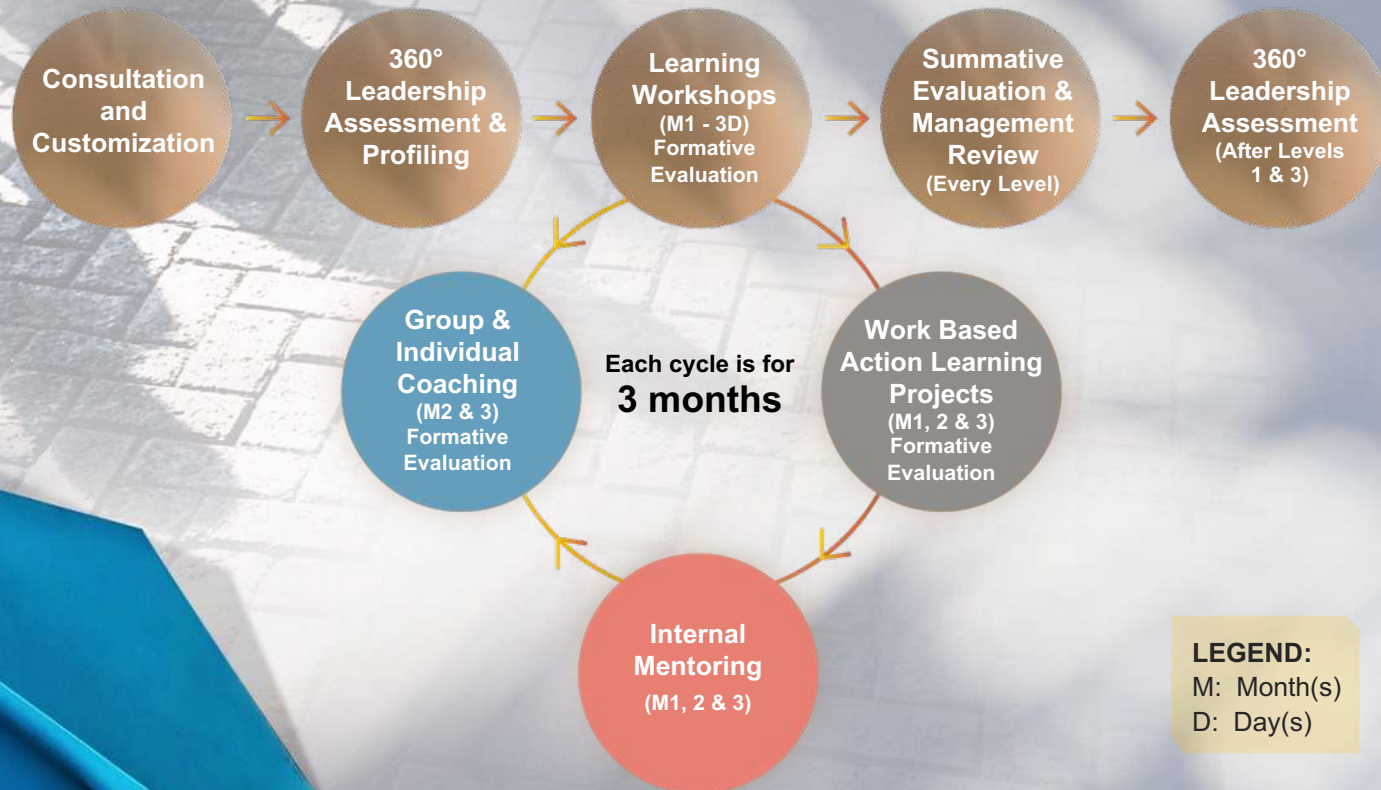 Consultation
and
Customization
360°
Leadership
Assessment &
Profiling
Learning
Workshops
(M1 - 3D)
Formative
Evaluation
Summative
Evaluation &
Management
Review
(Every Level)
360°
Leadership
Assessment
(After Levels
1 & 3)
Group &
Individual
Coaching
(M2 & 3)
Formative
Evaluation
Each cycle is for
3 months
Work Based
Action Learning
Projects
(M1, 2 & 3)
Formative
Evaluation
Internal
Mentoring
(M1, 2 & 3)
LEGEND:
M: Month(s)
D: Day(s)